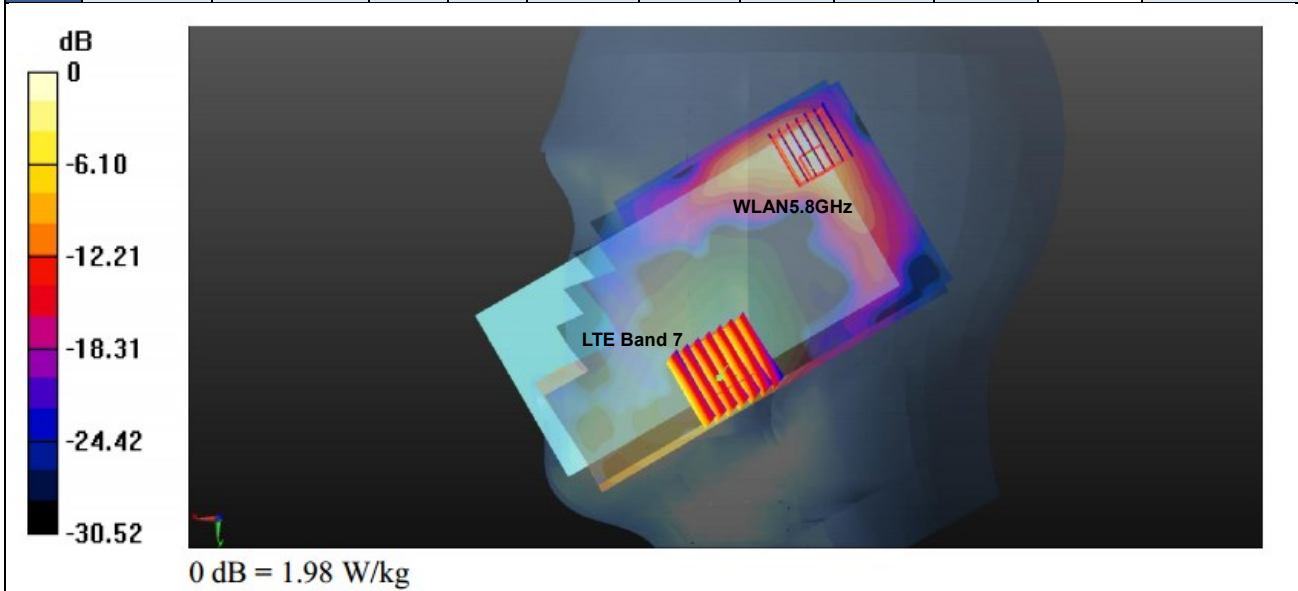 dB
0
-6.10
-12.21
-18.31
-24.42
-30.52
WLAN5.8GHz
LTE Band 7
0 dB = 1.98 W/kg